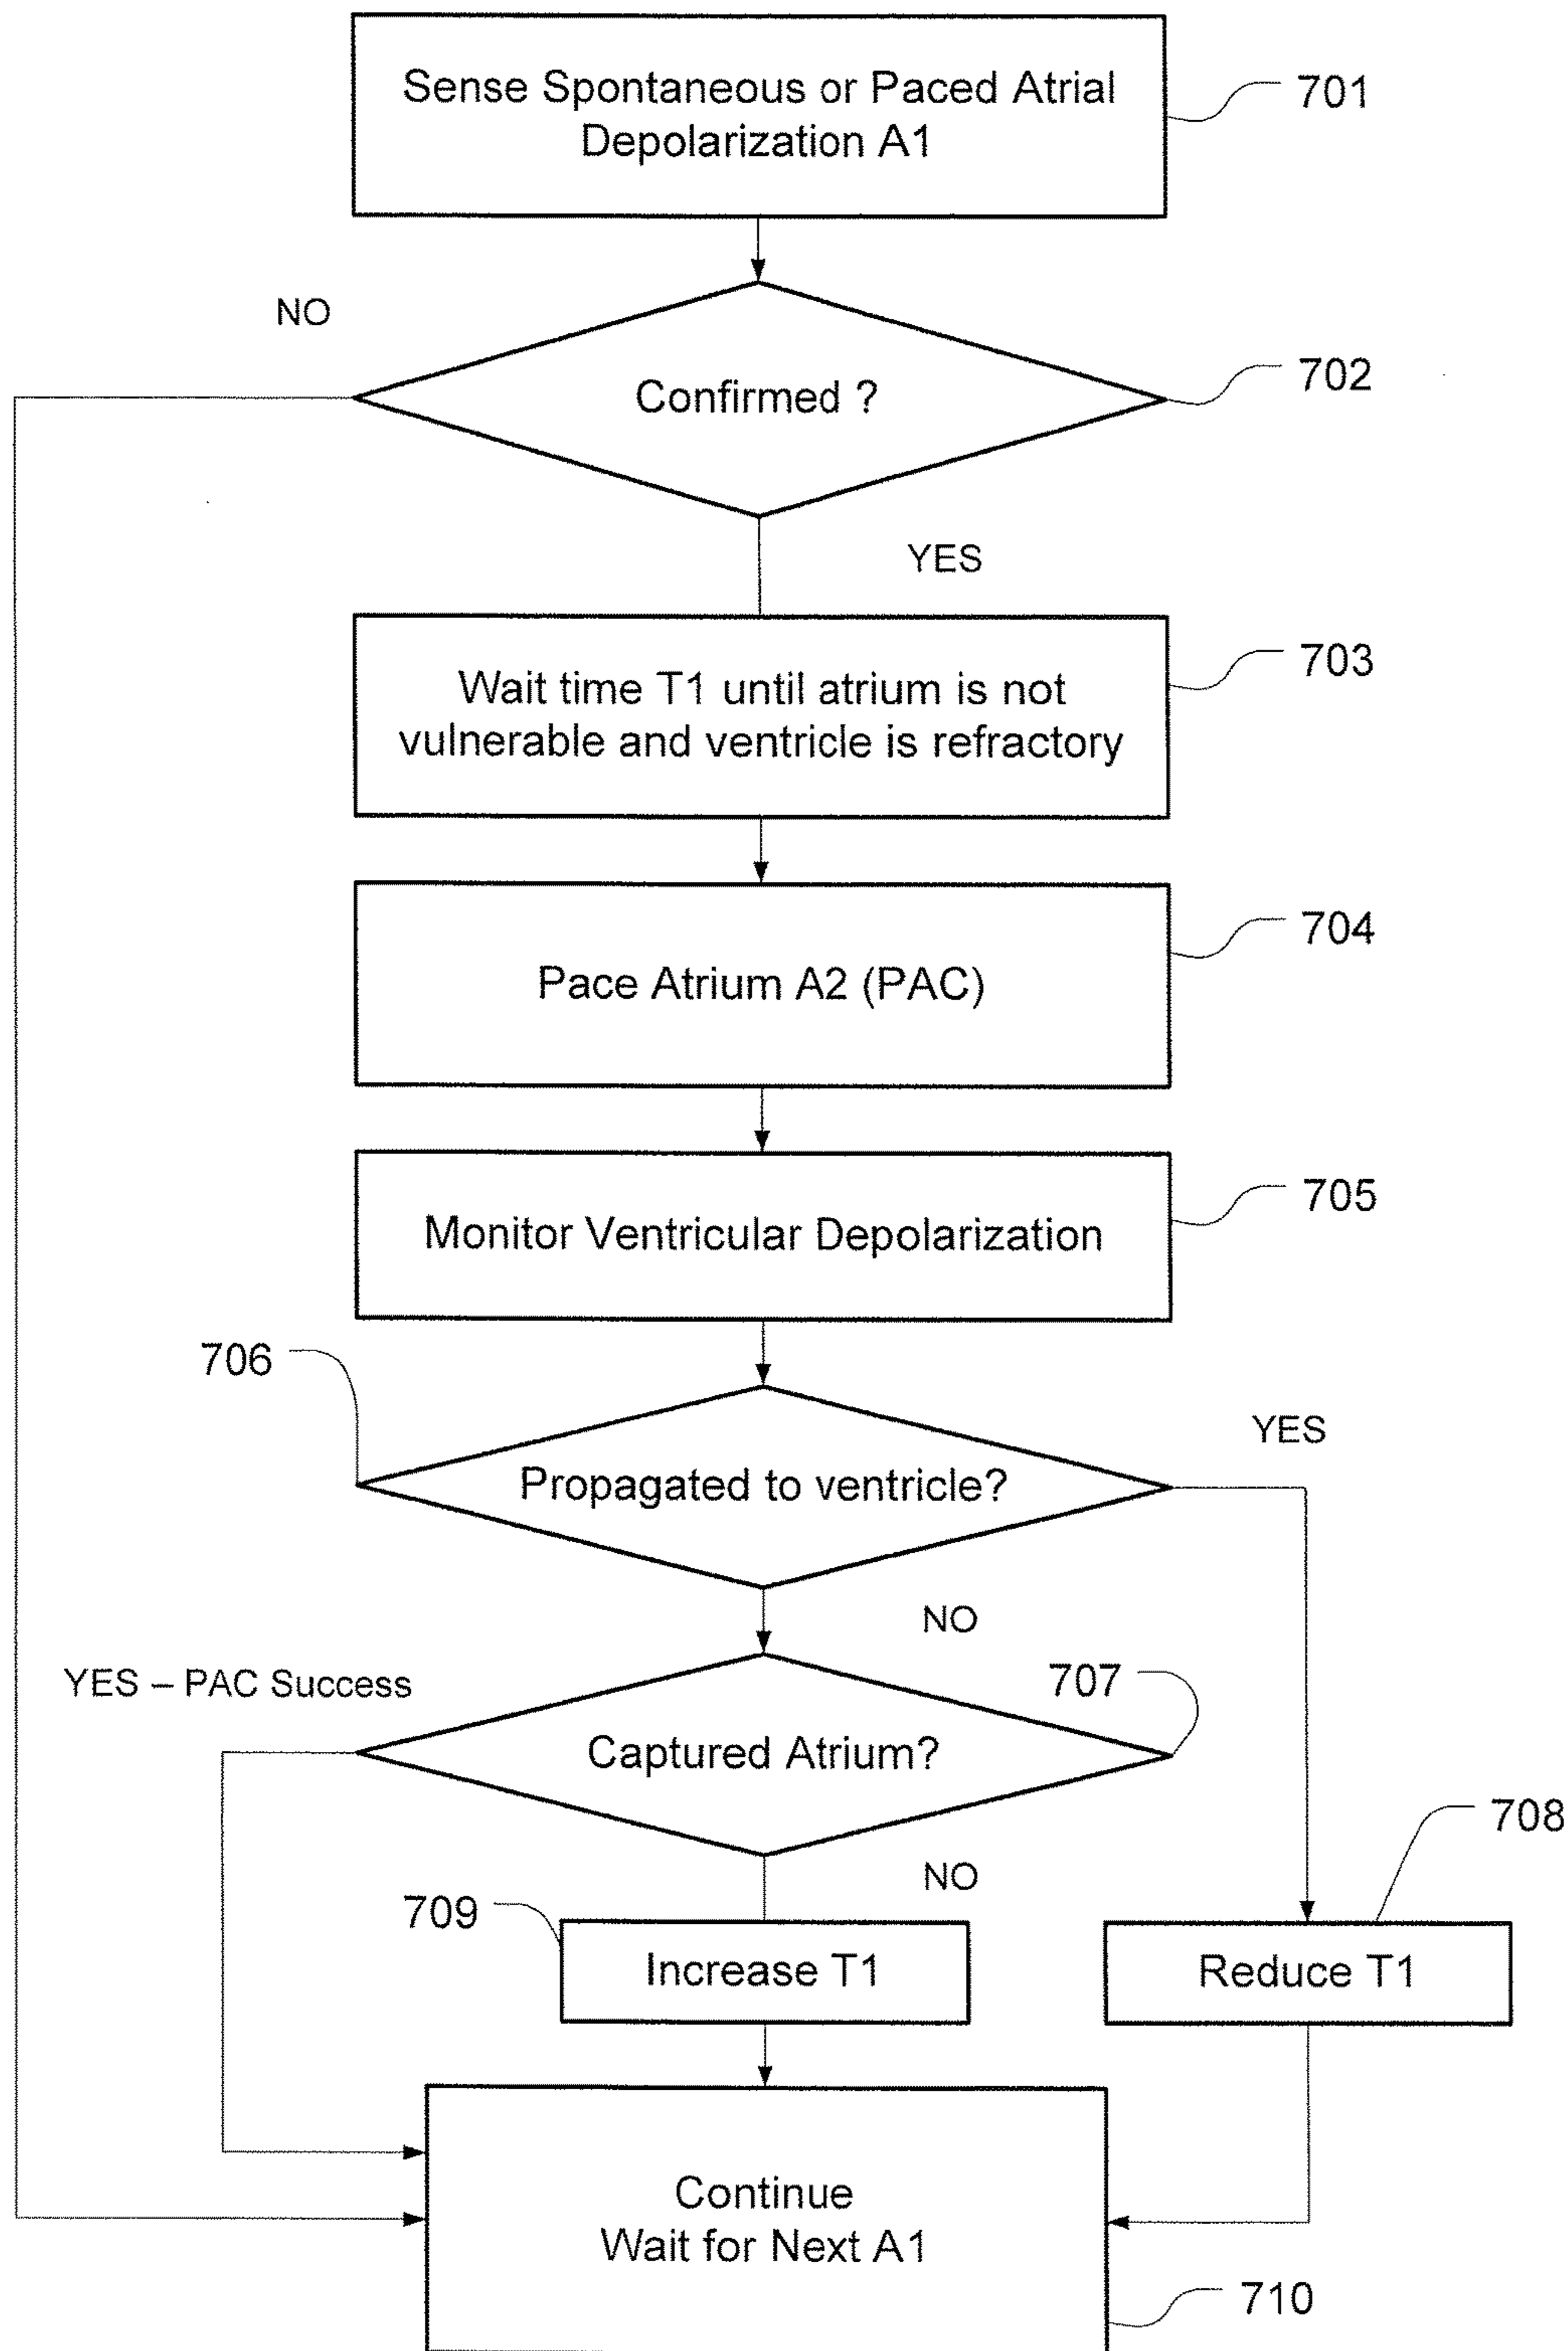 Sense Spontaneous or Paced Atrial
Depolarization A1
701
NO
Confirmed ?
702
YES
Wait time T1 until atrium is not
vulnerable and ventricle is refractory
703
Pace Atrium A2 (PAC)
704
Monitor Ventricular Depolarization
705
706
Propagated to ventricle?
YES
NO
YES – PAC Success
Captured Atrium?
707
NO
708
709
Increase T1
Reduce T1
Continue
Wait for Next A1
710